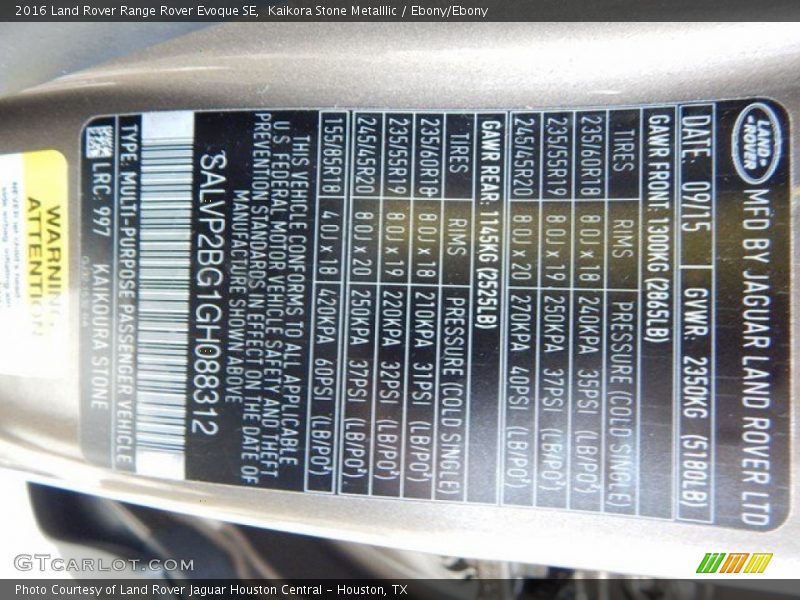 2016 Land Rover Range Rover Evoque SE,  Kaikora Stone Metalllic / Ebony/Ebony
LAND-
-ROVER
MFD BY JAGUAR LAND ROVER LTD
DATE: 09/15 GVWR: 2350KG (5180LB)
GAWR FRONT: 1300KG (2865LB)
TIRES RIMS PRESSURE (COLD SINGLE)
235/60R18 8.0J x 18 240KPA 35PSI (LB/PO²)
235/55R19 8.0J x 19 250KPA 37PSI (LB/PO²)
245/45R20 8.0J x 20 270KPA 40PSI (LB/PO²)
GAWR REAR: 1145KG (2525LB)
TIRES RIMS PRESSURE (COLD SINGLE)
235/60R18 8.0J x 18 210KPA 31PSI (LB/PO²)
235/55R19 8.0J x 19 220KPA 32PSI (LB/PO²)
245/45R20 8.0J x 20 250KPA 37PSI (LB/PO²)
155/85R18 4.0J x 18 420KPA 60PSI (LB/PO²)
THIS VEHICLE CONFORMS TO ALL APPLICABLE
U.S FEDERAL MOTOR VEHICLE SAFETY AND THEFT
PREVENTION STANDARDS IN EFFECT ON THE DATE OF
MANUFACTURE SHOWN ABOVE
SALVP2BG1GH088312
TYPE: MULTI-PURPOSE PASSENGER VEHICLE
LRC: 997 KAIKOURA STONE
WARNING
ATTENTION
GTCARLOT.COM
Photo Courtesy of Land Rover Jaguar Houston Central - Houston, TX